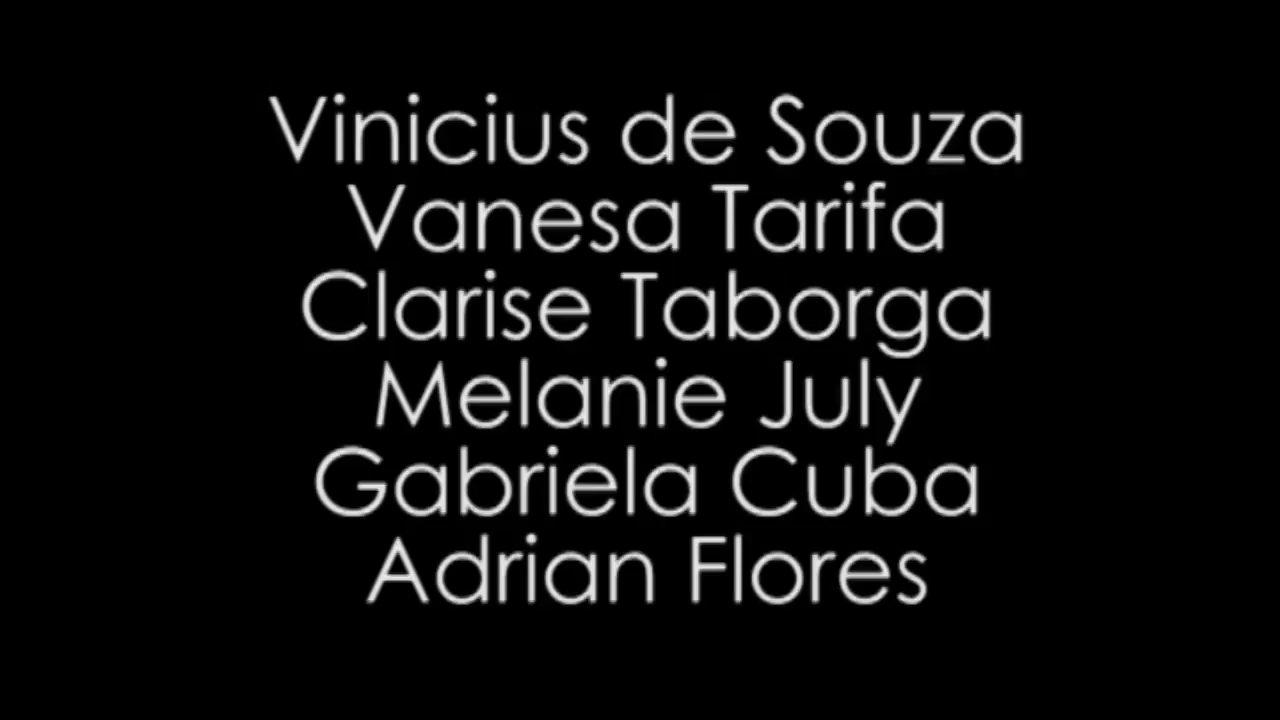 Vinicius de Souza
Vanesa Tarifa
Clarise Taborga
Melanie July
Gabriela Cuba
Adrian Flores